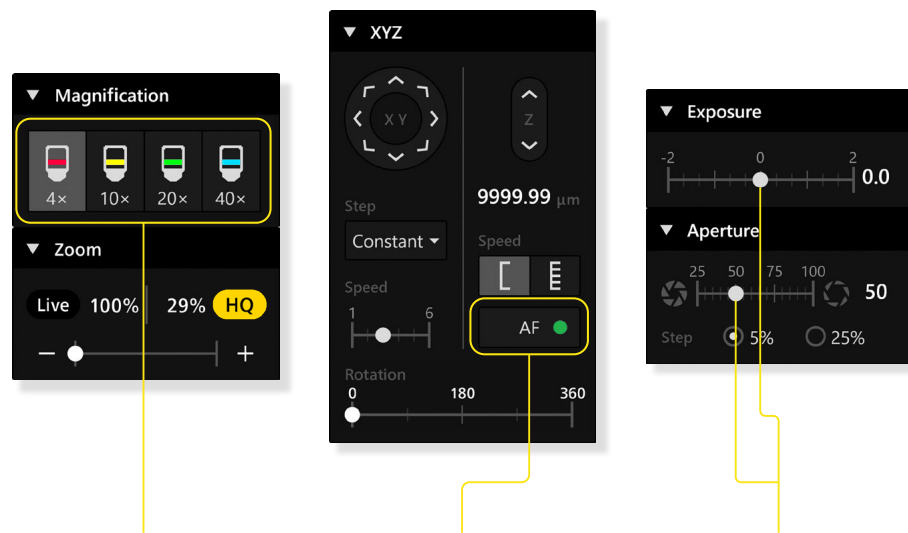 Magnification
4×
10×
20×
40×
Zoom
Live 100% 29% HQ
− +
XYZ
XY
Z
9999.99 µm
Step
Constant
Speed
1 6
Speed
AF
Rotation
0 180 360
Exposure
-2 0 2
0.0
Aperture
25 50 75 100
50
Step 5% 25%